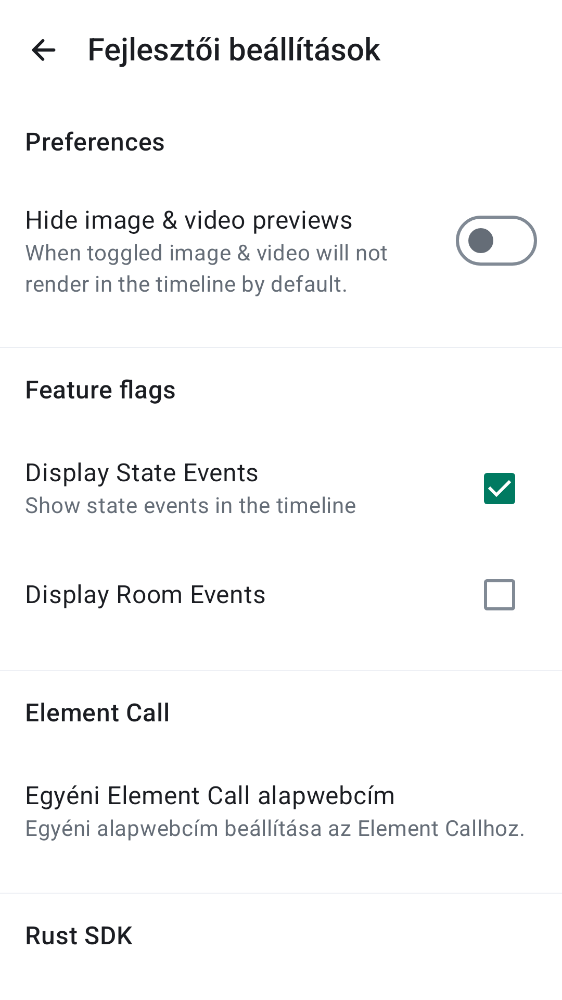 Fejlesztői beállítások
Preferences
Hide image & video previews
When toggled image & video will not
render in the timeline by default.
Feature flags
Display State Events
Show state events in the timeline
Display Room Events
Element Call
Egyéni Element Call alapwebcím
Egyéni alapwebcím beállítása az Element Callhoz.
Rust SDK